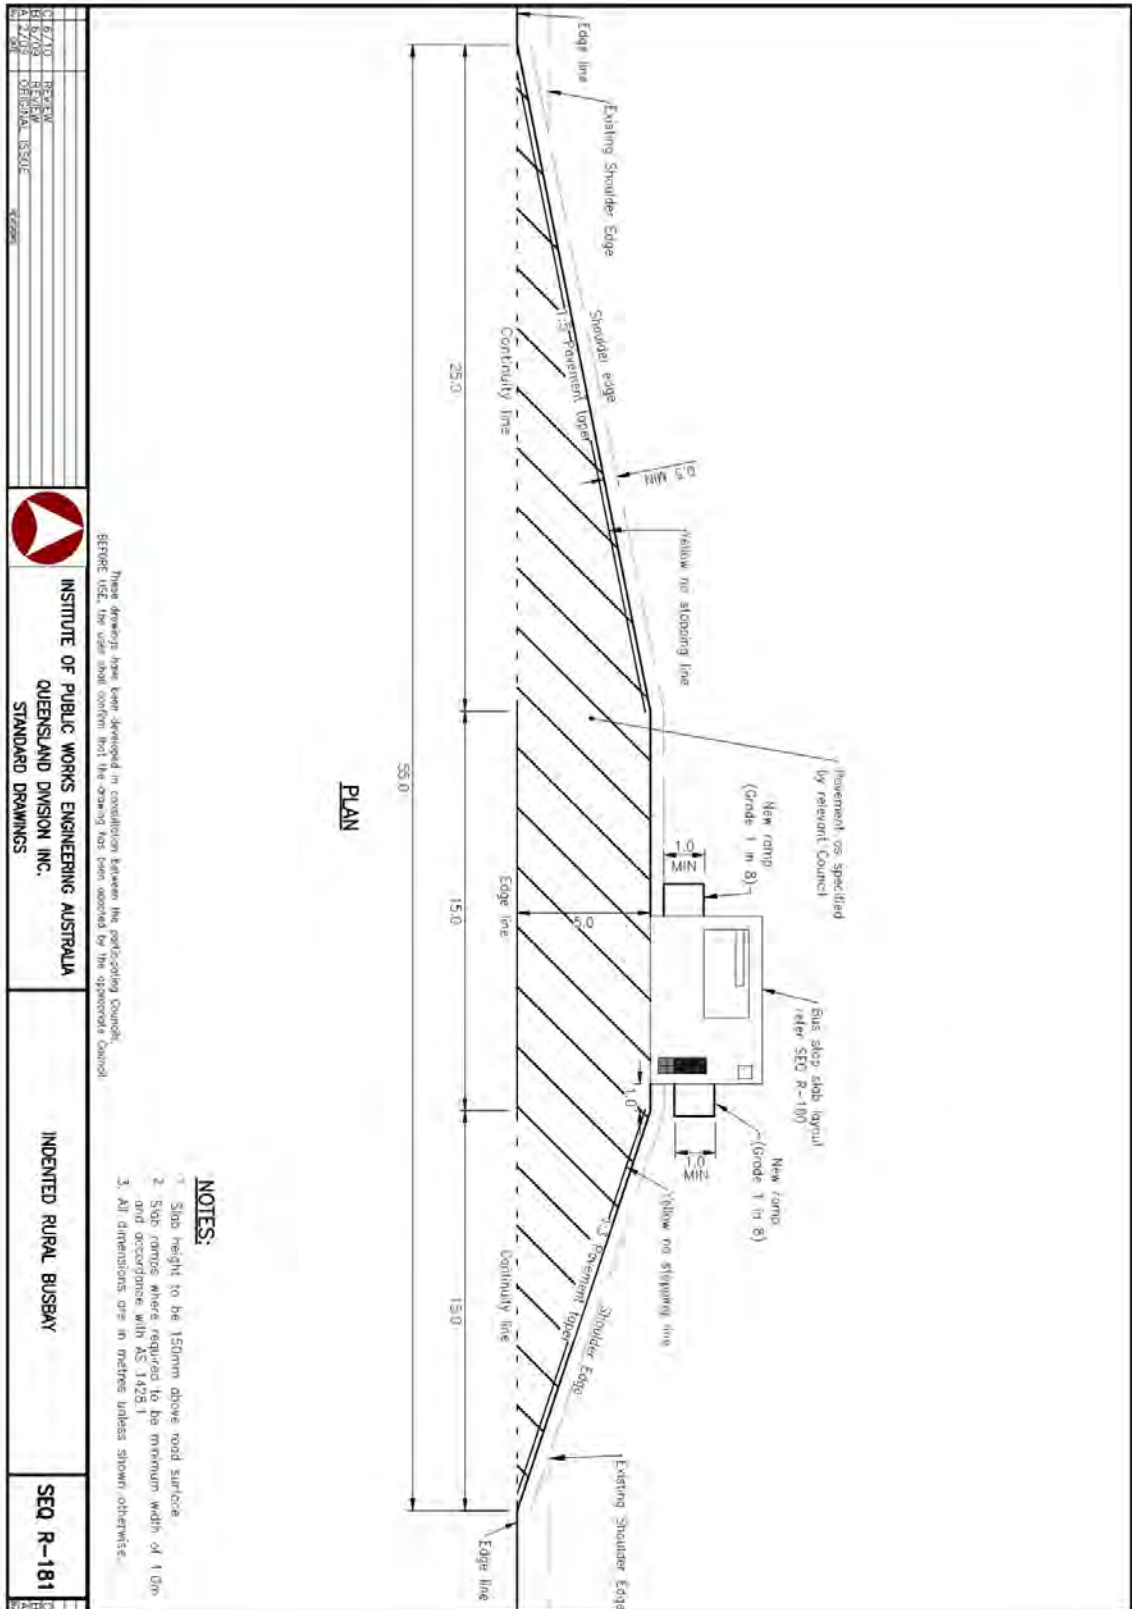 Edge line
Existing Shoulder Edge
Shoulder edge
1:5 Pavement taper
Continuity line
25.0
0.5 MIN
Yellow no stopping line
Pavement as specified
by relevant Council
New ramp
(Grade 1 in 8)
1.0
MIN
Bus stop slab layout
refer SEQ R-180
5.0
Edge line
15.0
55.0
PLAN
1.0
New ramp
(Grade 1 in 8)
1.0
MIN
Yellow no stopping line
1:3 Pavement taper
Shoulder Edge
Continuity line
15.0
Existing Shoulder Edge
Edge line
NOTES:
1 Slab height to be 150mm above road surface
2 Slab ramps where required to be minimum width of 1.0m
and accordance with AS 1428.1
3. All dimensions are in metres unless shown otherwise.
These drawings have been developed in consultation between the participating Councils.
BEFORE USE, the user shall confirm that the drawing has been adopted by the appropriate Council
C 6/10 REVIEW
B 6/09 REVIEW
A 2/09 ORIGINAL ISSUE
INSTITUTE OF PUBLIC WORKS ENGINEERING AUSTRALIA
QUEENSLAND DIVISION INC.
STANDARD DRAWINGS
INDENTED RURAL BUSBAY
SEQ R-181